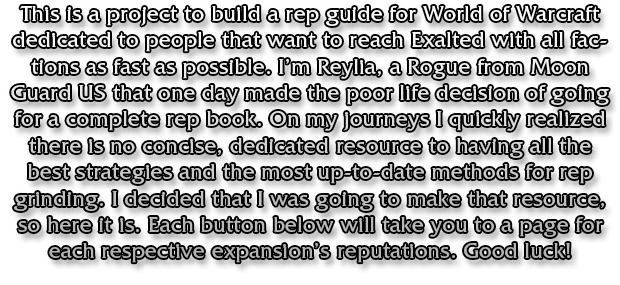 This is a project to build a rep guide for World of Warcraft
dedicated to people that want to reach Exalted with all fac-
tions as fast as possible. I'm Reylia, a Rogue from Moon
Guard US that one day made the poor life decision of going
for a complete rep book. On my journeys I quickly realized
there is no concise, dedicated resource to having all the
best strategies and the most up-to-date methods for rep
grinding. I decided that I was going to make that resource,
so here it is. Each button below will take you to a page for
each respective expansion's reputations. Good luck!